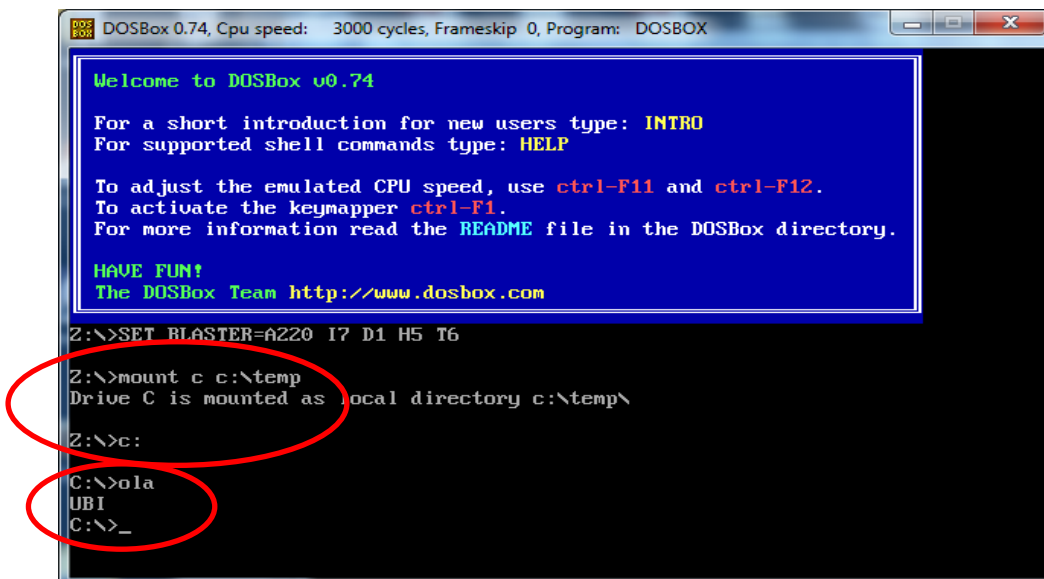 DOS
BOX
DOSBox 0.74, Cpu speed: 3000 cycles, Frameskip 0, Program: DOSBOX
Welcome to DOSBox v0.74
For a short introduction for new users type: INTRO
For supported shell commands type: HELP
To adjust the emulated CPU speed, use ctrl-F11 and ctrl-F12.
To activate the keymapper ctrl-F1.
For more information read the README file in the DOSBox directory.
HAVE FUN!
The DOSBox Team http://www.dosbox.com
Z:\>SET BLASTER=A220 I7 D1 H5 T6
Z:\>mount c c:\temp
Drive C is mounted as local directory c:\temp\
Z:\>c:
C:\>ola
UBI
C:\>_